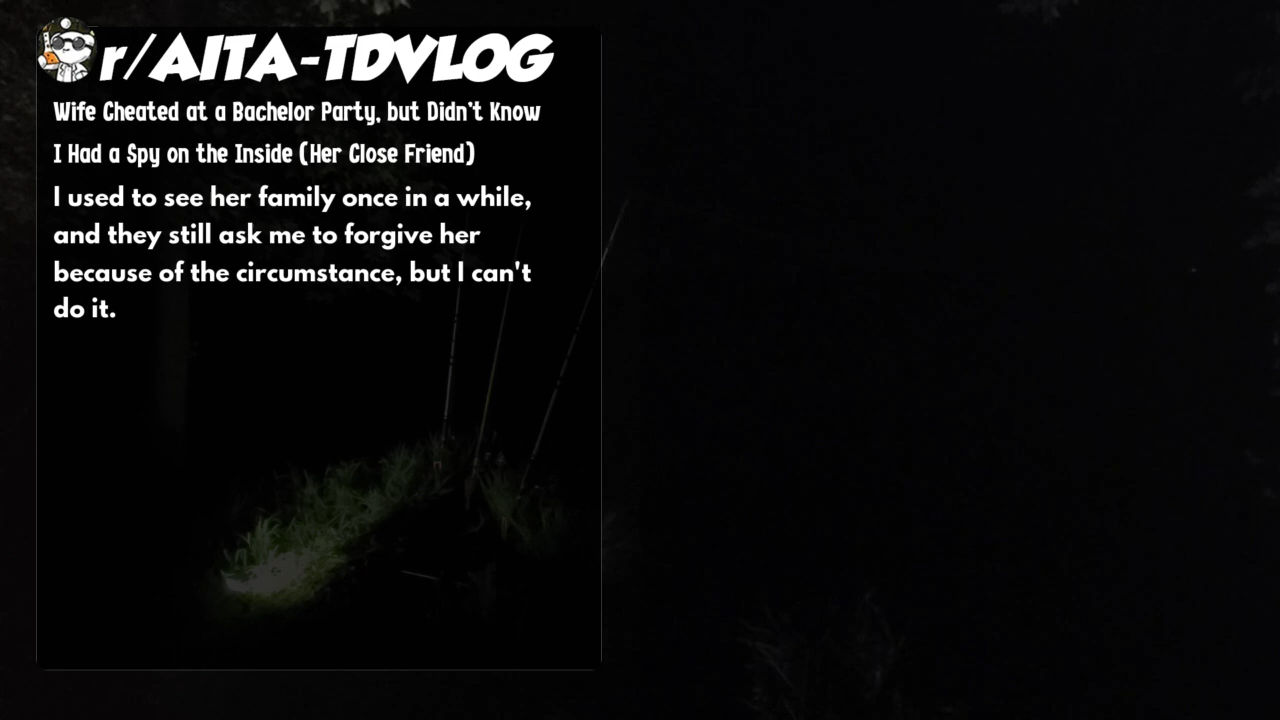 r/AITA-TDVLOG
Wife Cheated at a Bachelor Party, but Didn't Know
I Had a Spy on the Inside (Her Close Friend)
I used to see her family once in a while,
and they still ask me to forgive her
because of the circumstance, but I can't
do it.